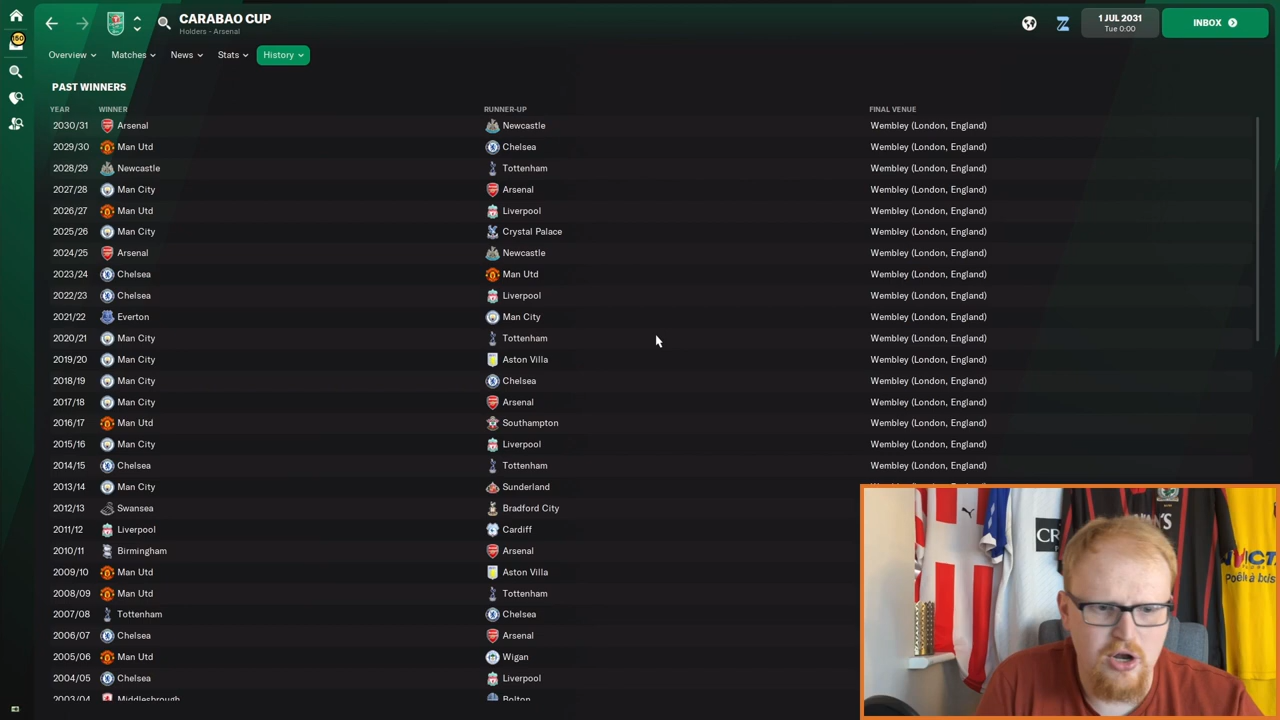 CARABAO CUP
Holders - Arsenal
150
1 JUL 2031
Tue 0:00
INBOX
Overview
Matches
News
Stats
History
PAST WINNERS
YEAR WINNER RUNNER-UP FINAL VENUE
2030/31 Arsenal Newcastle Wembley (London, England)
2029/30 Man Utd Chelsea Wembley (London, England)
2028/29 Newcastle Tottenham Wembley (London, England)
2027/28 Man City Arsenal Wembley (London, England)
2026/27 Man Utd Liverpool Wembley (London, England)
2025/26 Man City Crystal Palace Wembley (London, England)
2024/25 Arsenal Newcastle Wembley (London, England)
2023/24 Chelsea Man Utd Wembley (London, England)
2022/23 Chelsea Liverpool Wembley (London, England)
2021/22 Everton Man City Wembley (London, England)
2020/21 Man City Tottenham Wembley (London, England)
2019/20 Man City Aston Villa Wembley (London, England)
2018/19 Man City Chelsea Wembley (London, England)
2017/18 Man City Arsenal Wembley (London, England)
2016/17 Man Utd Southampton Wembley (London, England)
2015/16 Man City Liverpool Wembley (London, England)
2014/15 Chelsea Tottenham Wembley (London, England)
2013/14 Man City Sunderland
2012/13 Swansea Bradford City
2011/12 Liverpool Cardiff
2010/11 Birmingham Arsenal
2009/10 Man Utd Aston Villa
2008/09 Man Utd Tottenham
2007/08 Tottenham Chelsea
2006/07 Chelsea Arsenal
2005/06 Man Utd Wigan
2004/05 Chelsea Liverpool
2003/04 Middlesbrough Bolton
CR